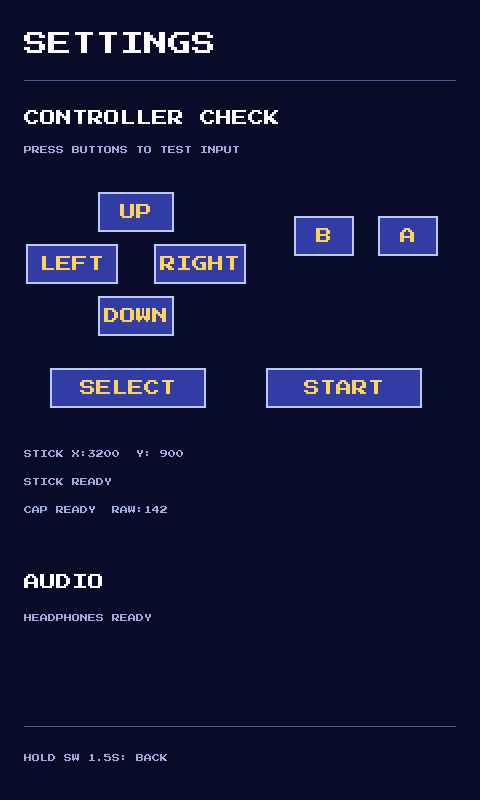 SETTINGS
CONTROLLER CHECK
PRESS BUTTONS TO TEST INPUT
UP
B A
LEFT RIGHT
DOWN
SELECT START
STICK X:3200  Y: 900
STICK READY
CAP READY  RAW:142
AUDIO
HEADPHONES READY
HOLD SW 1.5S: BACK